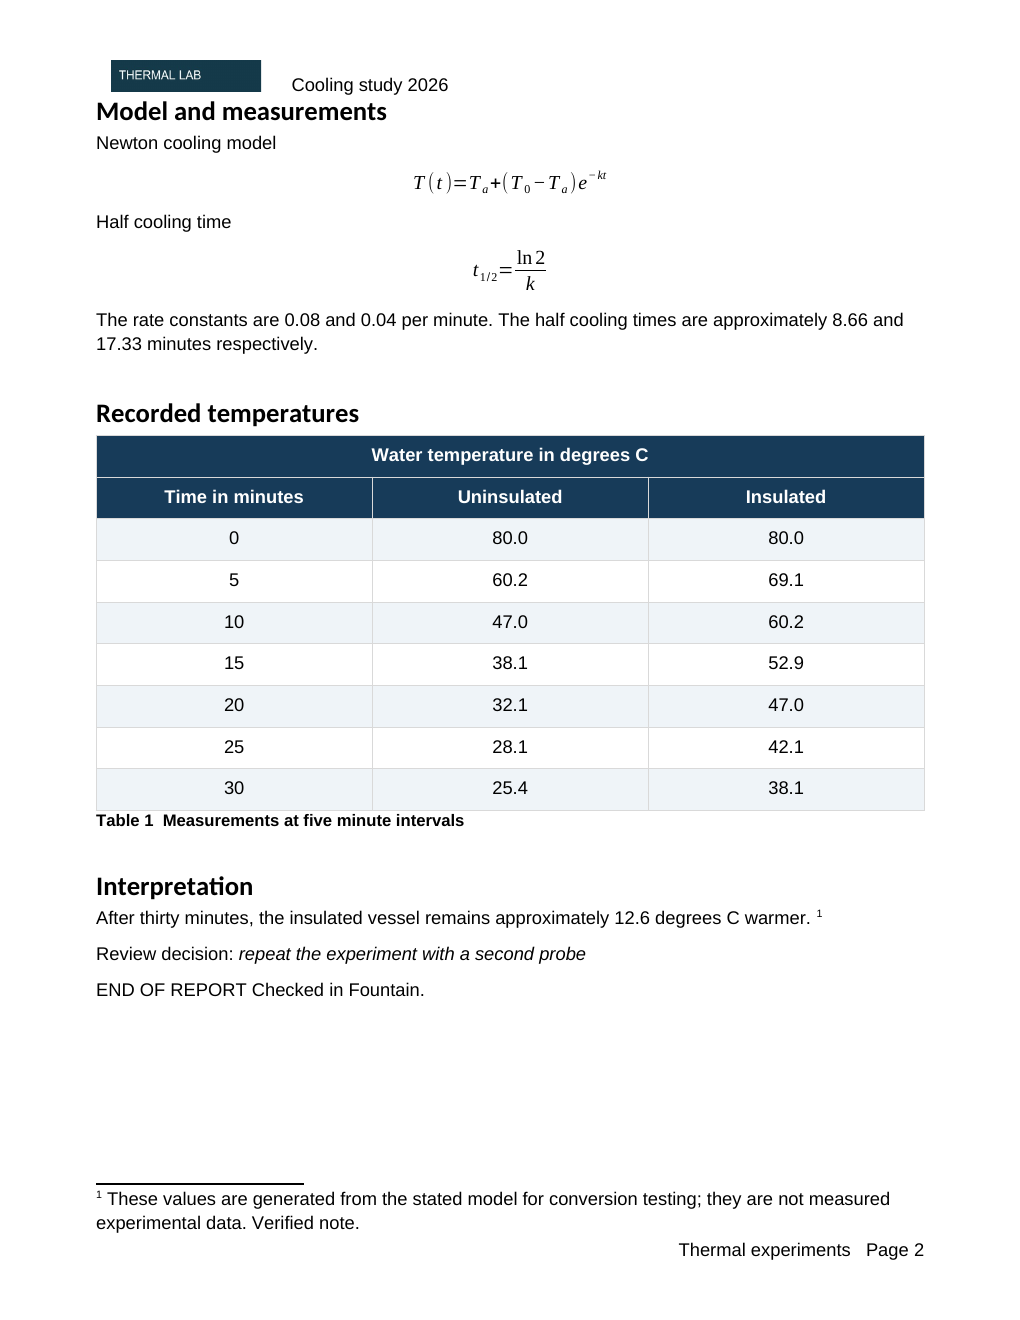 THERMAL LAB Cooling study 2026
Model and measurements
Newton cooling model
T(t)=Tₐ+(T₀−Tₐ)e^(−kt)
Half cooling time
t_1/2 = ln 2 / k
The rate constants are 0.08 and 0.04 per minute. The half cooling times are approximately 8.66 and
17.33 minutes respectively.
Recorded temperatures
Water temperature in degrees C
Time in minutes Uninsulated Insulated
0 80.0 80.0
5 60.2 69.1
10 47.0 60.2
15 38.1 52.9
20 32.1 47.0
25 28.1 42.1
30 25.4 38.1
Table 1  Measurements at five minute intervals
Interpretation
After thirty minutes, the insulated vessel remains approximately 12.6 degrees C warmer. ¹
Review decision: repeat the experiment with a second probe
END OF REPORT Checked in Fountain.
¹ These values are generated from the stated model for conversion testing; they are not measured
experimental data. Verified note.
Thermal experiments   Page 2